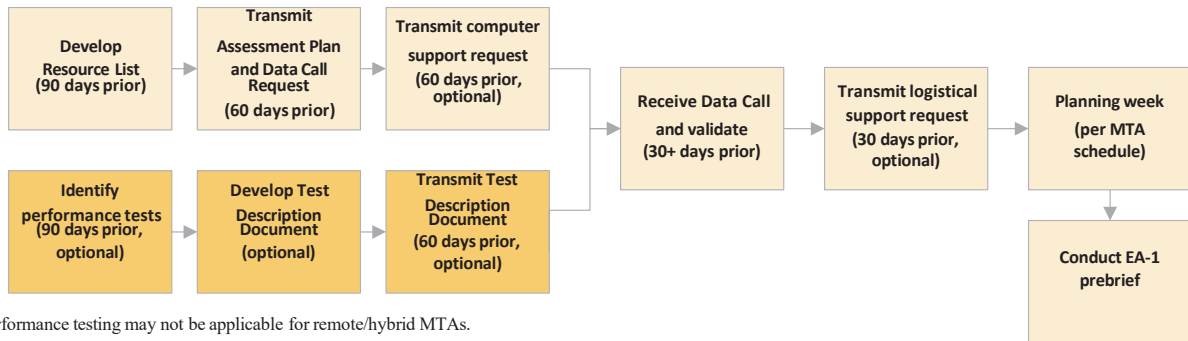 Develop
Resource List
(90 days prior)
Transmit
Assessment Plan
and Data Call
Request
(60 days prior)
Transmit computer
support request
(60 days prior,
optional)
Identify
performance tests
(90 days prior,
optional)
Develop Test
Description
Document
(optional)
Transmit Test
Description
Document
(60 days prior,
optional)
Receive Data Call
and validate
(30+ days prior)
Transmit logistical
support request
(30 days prior,
optional)
Planning week
(per MTA
schedule)
Conduct EA-1
prebrief
formance testing may not be applicable for remote/hybrid MTAs.